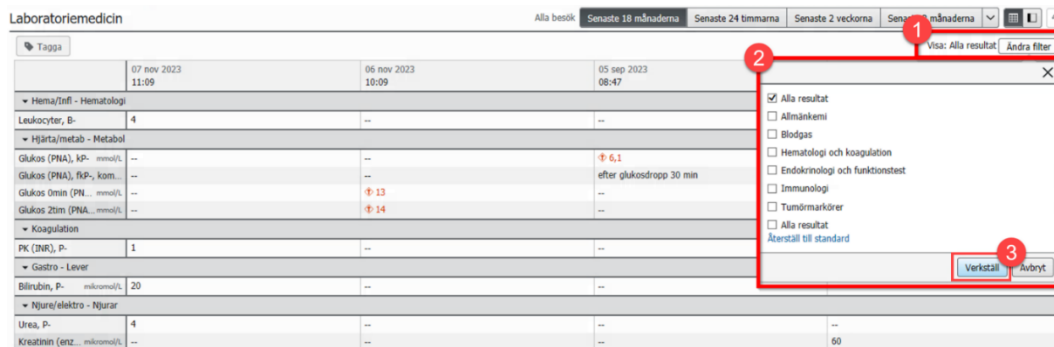 Laboratoriemedicin
Alla besök Senaste 18 månaderna Senaste 24 timmarna Senaste 2 veckorna månaderna
1
Tagga
Visa: Alla resultat Ändra filter
2
07 nov 2023 06 nov 2023 05 sep 2023
11:09 10:09 08:47
Alla resultat
Allmänkemi
Blodgas
Hematologi och koagulation
Endokrinologi och funktionstest
Immunologi
Tumörmarkörer
Alla resultat
Återställ till standard
3
Verkställ Avbryt
Hema/Infl - Hematologi
Leukocyter, B- 4 -- --
Hjärta/metab - Metabol
Glukos (PNA), kP- mmol/L -- -- 6,1
Glukos (PNA), fkP-, kom... -- -- efter glukosdropp 30 min
Glukos 0min (PN... mmol/L -- 13 --
Glukos 2tim (PNA... mmol/L -- 14 --
Koagulation
PK (INR), P- 1 -- --
Gastro - Lever
Bilirubin, P- mikromol/L 20 -- --
Njure/elektro - Njurar
Urea, P- 4 -- -- --
Kreatinin (enz... mikromol/L -- -- -- 60